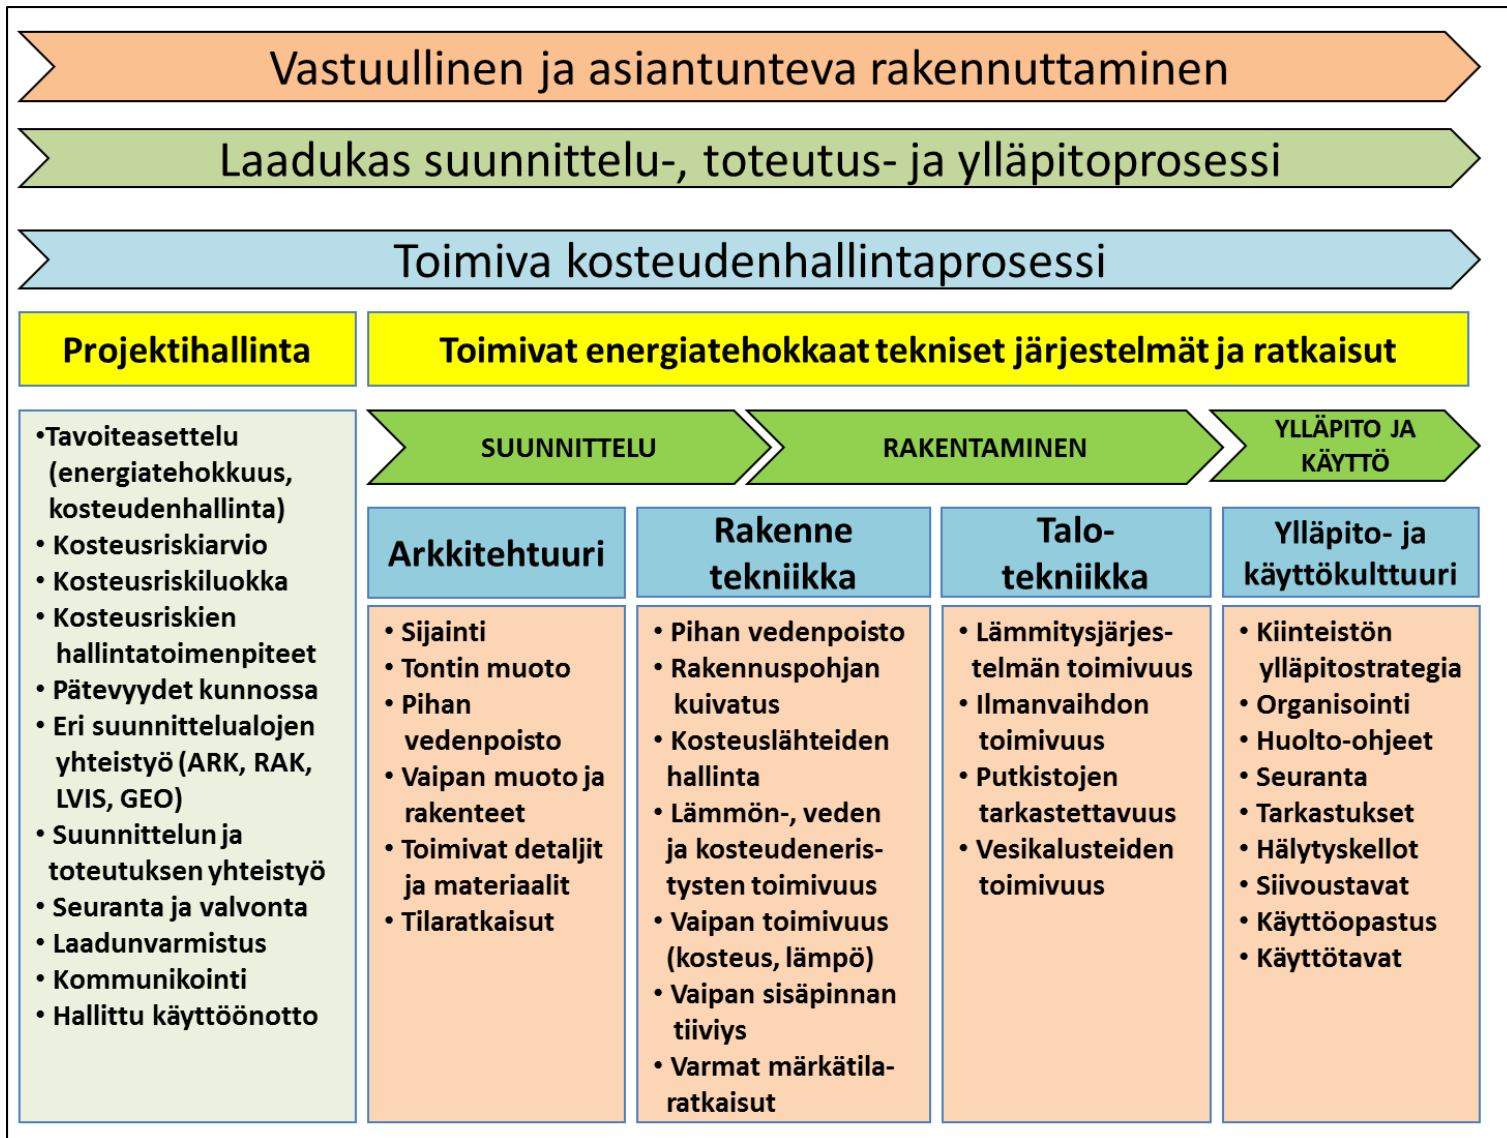 Vastuullinen ja asiantunteva rakennuttaminen
Laadukas suunnittelu-, toteutus- ja ylläpitoprosessi
Toimiva kosteudenhallintaprosessi
Projektihallinta
Toimivat energiatehokkaat tekniset järjestelmät ja ratkaisut
•Tavoiteasettelu
(energiatehokkuus,
kosteudenhallinta)
• Kosteusriskiarvio
• Kosteusriskiluokka
• Kosteusriskien
hallintatoimenpiteet
• Pätevyydet kunnossa
• Eri suunnittelualojen
yhteistyö (ARK, RAK,
LVIS, GEO)
• Suunnittelun ja
toteutuksen yhteistyö
• Seuranta ja valvonta
• Laadunvarmistus
• Kommunikointi
• Hallittu käyttöönotto
SUUNNITTELU
RAKENTAMINEN
YLLÄPITO JA
KÄYTTÖ
Arkkitehtuuri
• Sijainti
• Tontin muoto
• Pihan
vedenpoisto
• Vaipan muoto ja
rakenteet
• Toimivat detaljit
ja materiaalit
• Tilaratkaisut
Rakenne
tekniikka
• Pihan vedenpoisto
• Rakennuspohjan
kuivatus
• Kosteuslähteiden
hallinta
• Lämmön-, veden
ja kosteudeneris-
tysten toimivuus
• Vaipan toimivuus
(kosteus, lämpö)
• Vaipan sisäpinnan
tiiviys
• Varmat märkätila-
ratkaisut
Talo-
tekniikka
• Lämmitysjärjes-
telmän toimivuus
• Ilmanvaihdon
toimivuus
• Putkistojen
tarkastettavuus
• Vesikalusteiden
toimivuus
Ylläpito- ja
käyttökulttuuri
• Kiinteistön
ylläpitostrategia
• Organisointi
• Huolto-ohjeet
• Seuranta
• Tarkastukset
• Hälytyskellot
• Siivoustavat
• Käyttöopastus
• Käyttötavat